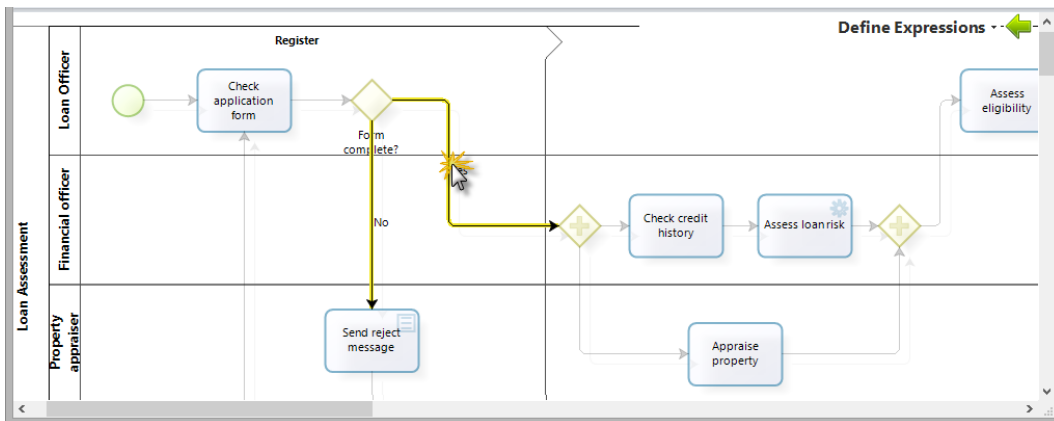 Define Expressions
Register
Loan Assessment
Loan Officer
Check
application
form
Form
complete?
Assess
eligibility
Financial officer
No
Check credit
history
Assess loan risk
Property
appraiser
Send reject
message
Appraise
property